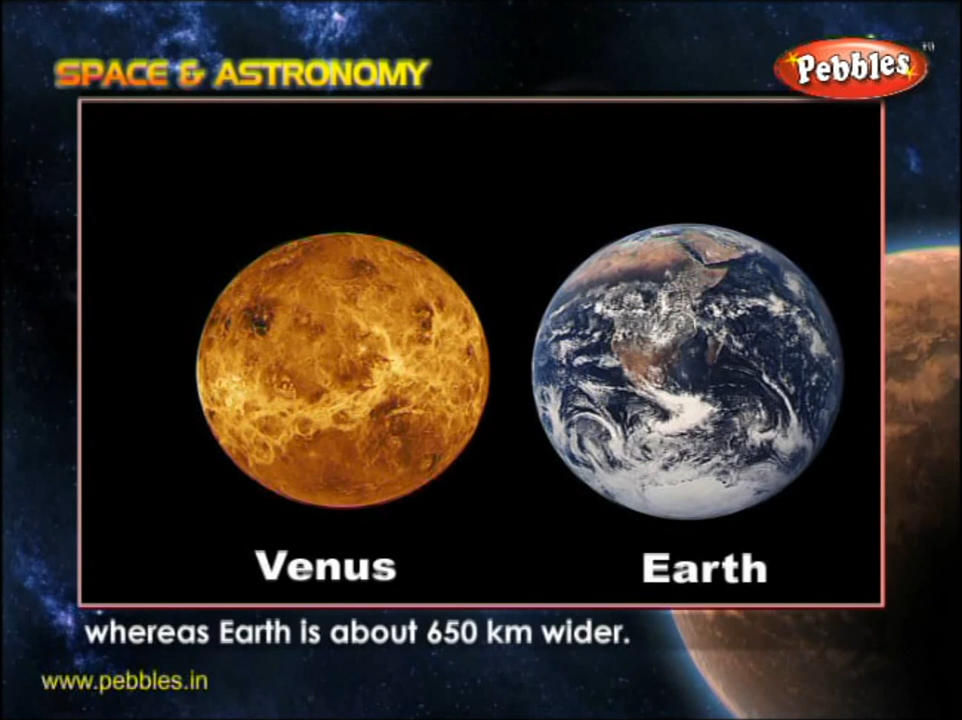 SPACE & ASTRONOMY
Pebbles
Venus
Earth
whereas Earth is about 650 km wider.
www.pebbles.in